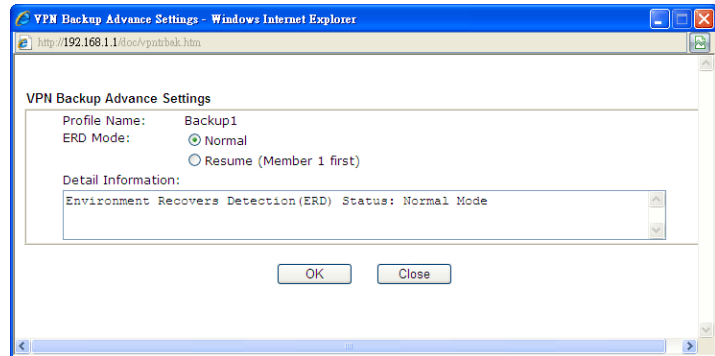 VPN Backup Advance Settings - Windows Internet Explorer
http://192.168.1.1/doc/vpntrbak.htm
VPN Backup Advance Settings
Profile Name: Backup1
ERD Mode: Normal
Resume (Member 1 first)
Detail Information:
Environment Recovers Detection(ERD) Status: Normal Mode
OK Close